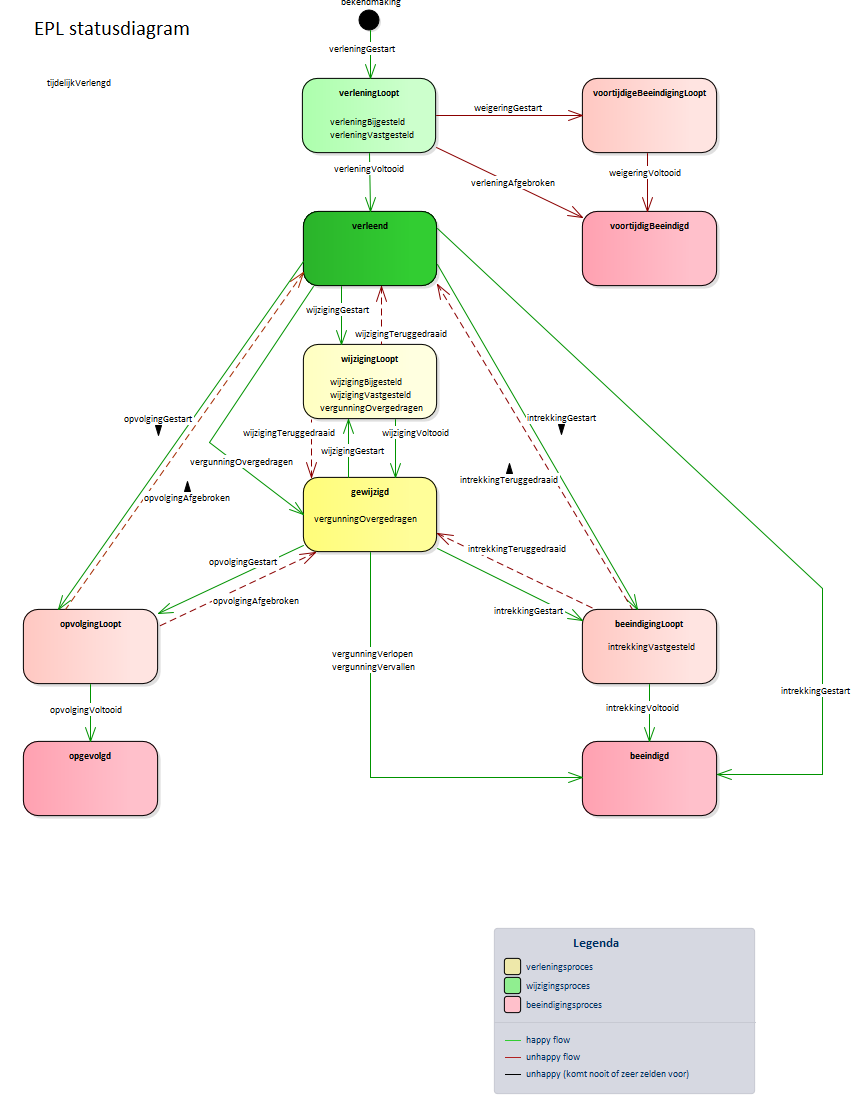 bekendmaking
EPL statusdiagram
verleningGestart
tijdelijkVerlengd
verleningLoopt
verleningBijgesteld
verleningVastgesteld
weigeringGestart
voortijdigeBeeindigingLoopt
verleningVoltooid
verleningAfgebroken
weigeringVoltooid
verleend
voortijdigBeeindigd
wijzigingGestart
wijzigingTeruggedraaid
wijzigingLoopt
wijzigingBijgesteld
wijzigingVastgesteld
vergunningOvergedragen
opvolgingGestart
intrekkingGestart
wijzigingTeruggedraaid
wijzigingVoltooid
wijzigingGestart
vergunningOvergedragen
intrekkingTeruggedraaid
opvolgingAfgebroken
gewijzigd
vergunningOvergedragen
intrekkingTeruggedraaid
opvolgingGestart
opvolgingAfgebroken
intrekkingGestart
opvolgingLoopt
beeindigingLoopt
intrekkingVastgesteld
vergunningVerlopen
vergunningVervallen
intrekkingGestart
opvolgingVoltooid
intrekkingVoltooid
opgevolgd
beeindigd
Legenda
verleningsproces
wijzigingsproces
beeindigingsproces
happy flow
unhappy flow
unhappy (komt nooit of zeer zelden voor)